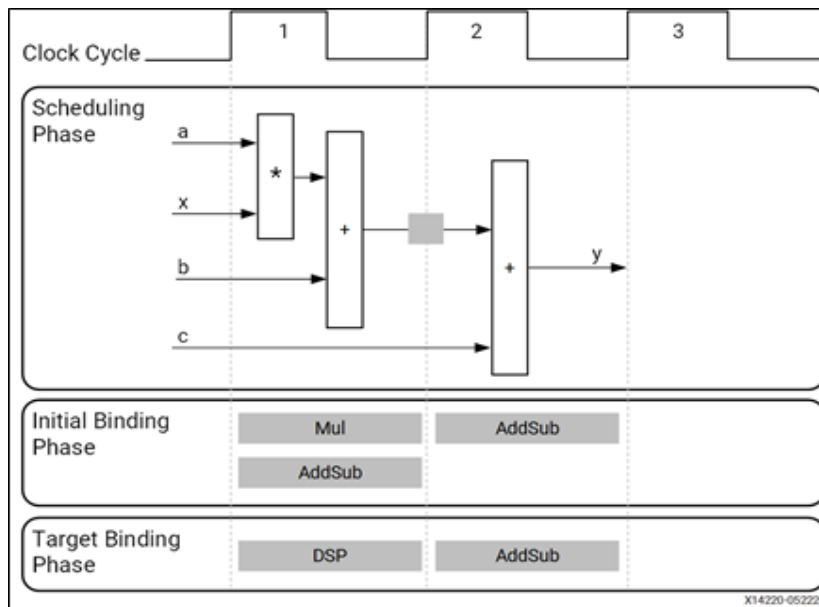 1
2
3
Clock Cycle
Scheduling
Phase
a
*
x
+
b
+
y
c
Initial Binding
Phase
Mul
AddSub
AddSub
Target Binding
Phase
DSP
AddSub
X14220-05222